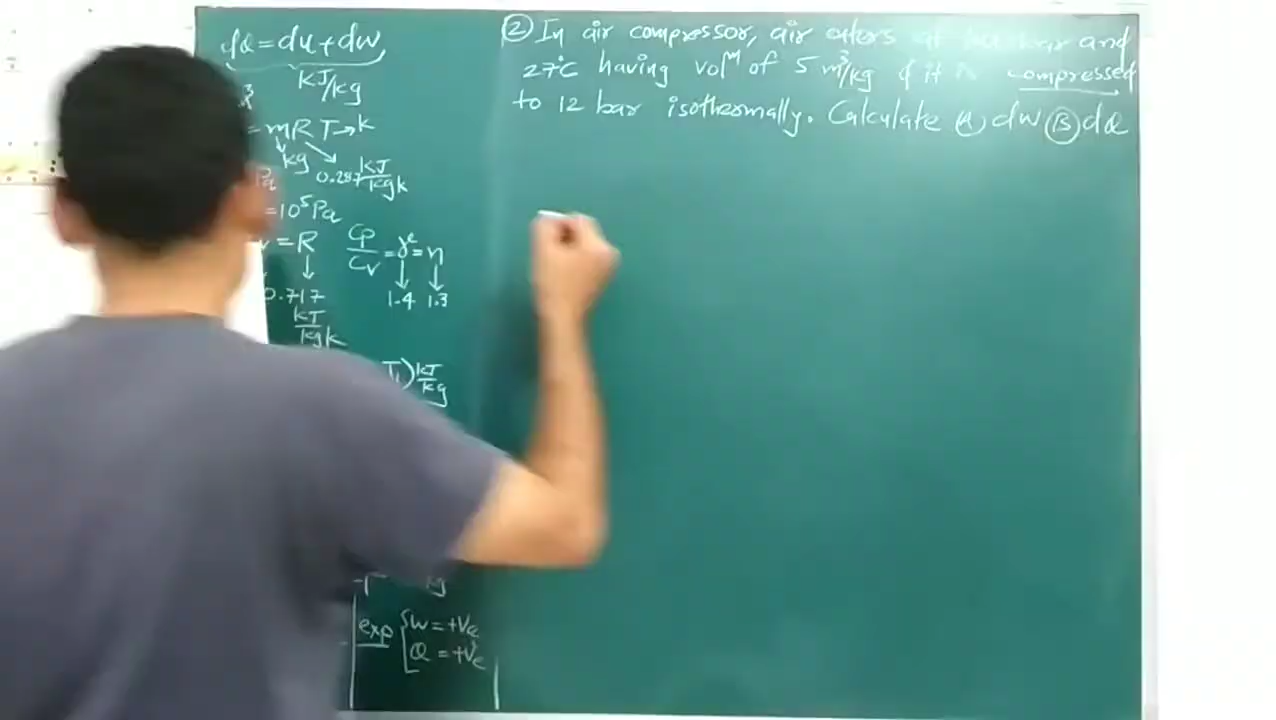 dQ = du + dw
kJ/kg
= mRT → k
kg 0.287 kJ/kgk
= 10⁵ Pa
= R Cp/Cv = γ = n
0.717 1.4 1.3
kJ/kgk
T₁) kJ/kg
kg
exp W = +Ve
Q = +Ve
② In air compressor, air enters at bar and
27°C having volᵐ of 5 m³/kg & it is compressed
to 12 bar isothermally. Calculate Ⓐ dw Ⓑ dQ